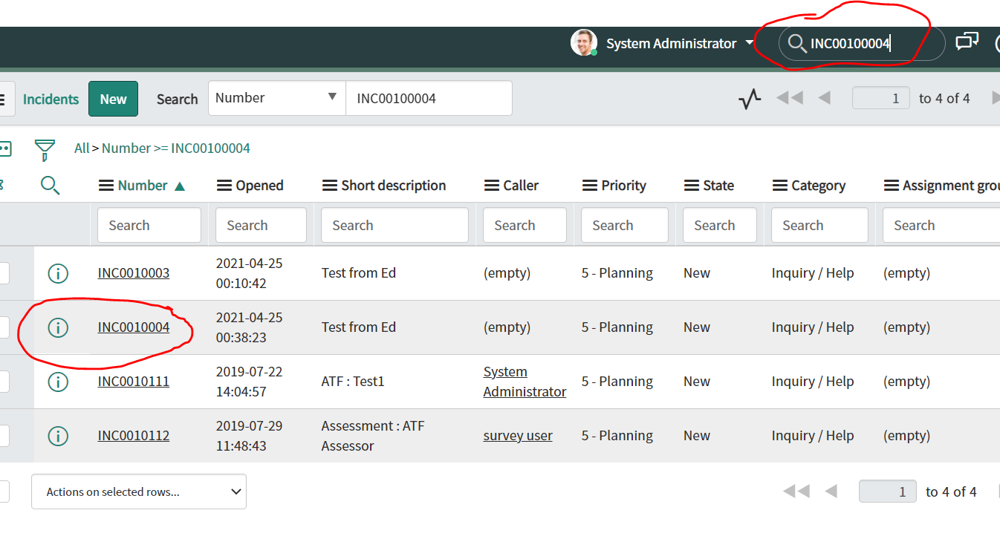 System Administrator INC00100004
Incidents New Search Number INC00100004 1 to 4 of 4
All > Number >= INC00100004
Number Opened Short description Caller Priority State Category Assignment grou
Search Search Search Search Search Search Search Search
INC0010003 2021-04-25 00:10:42 Test from Ed (empty) 5 - Planning New Inquiry / Help (empty)
INC0010004 2021-04-25 00:38:23 Test from Ed (empty) 5 - Planning New Inquiry / Help (empty)
INC0010111 2019-07-22 14:04:57 ATF : Test1 System Administrator 5 - Planning New Inquiry / Help (empty)
INC0010112 2019-07-29 11:48:43 Assessment : ATF Assessor survey user 5 - Planning New Inquiry / Help (empty)
Actions on selected rows... 1 to 4 of 4